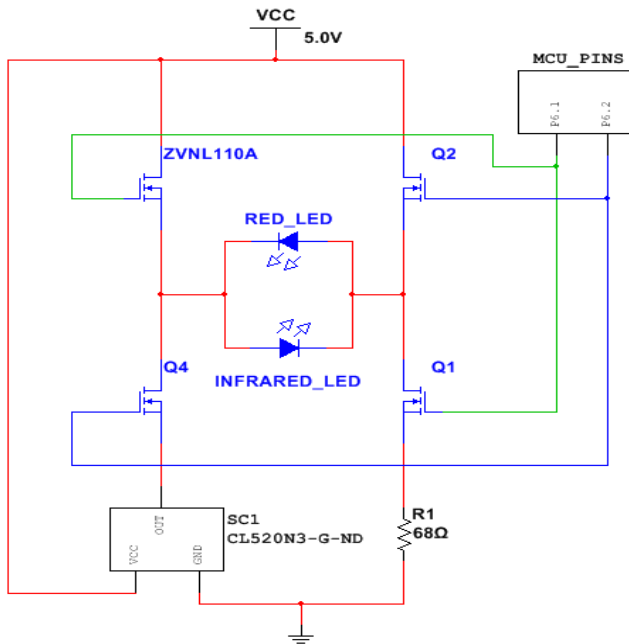 VCC
5.0V
MCU_PINS
P6.1
P6.2
ZVNL110A
Q2
RED_LED
Q4
INFRARED_LED
Q1
OUT
VCC
GND
SC1
CL520N3-G-ND
R1
68Ω